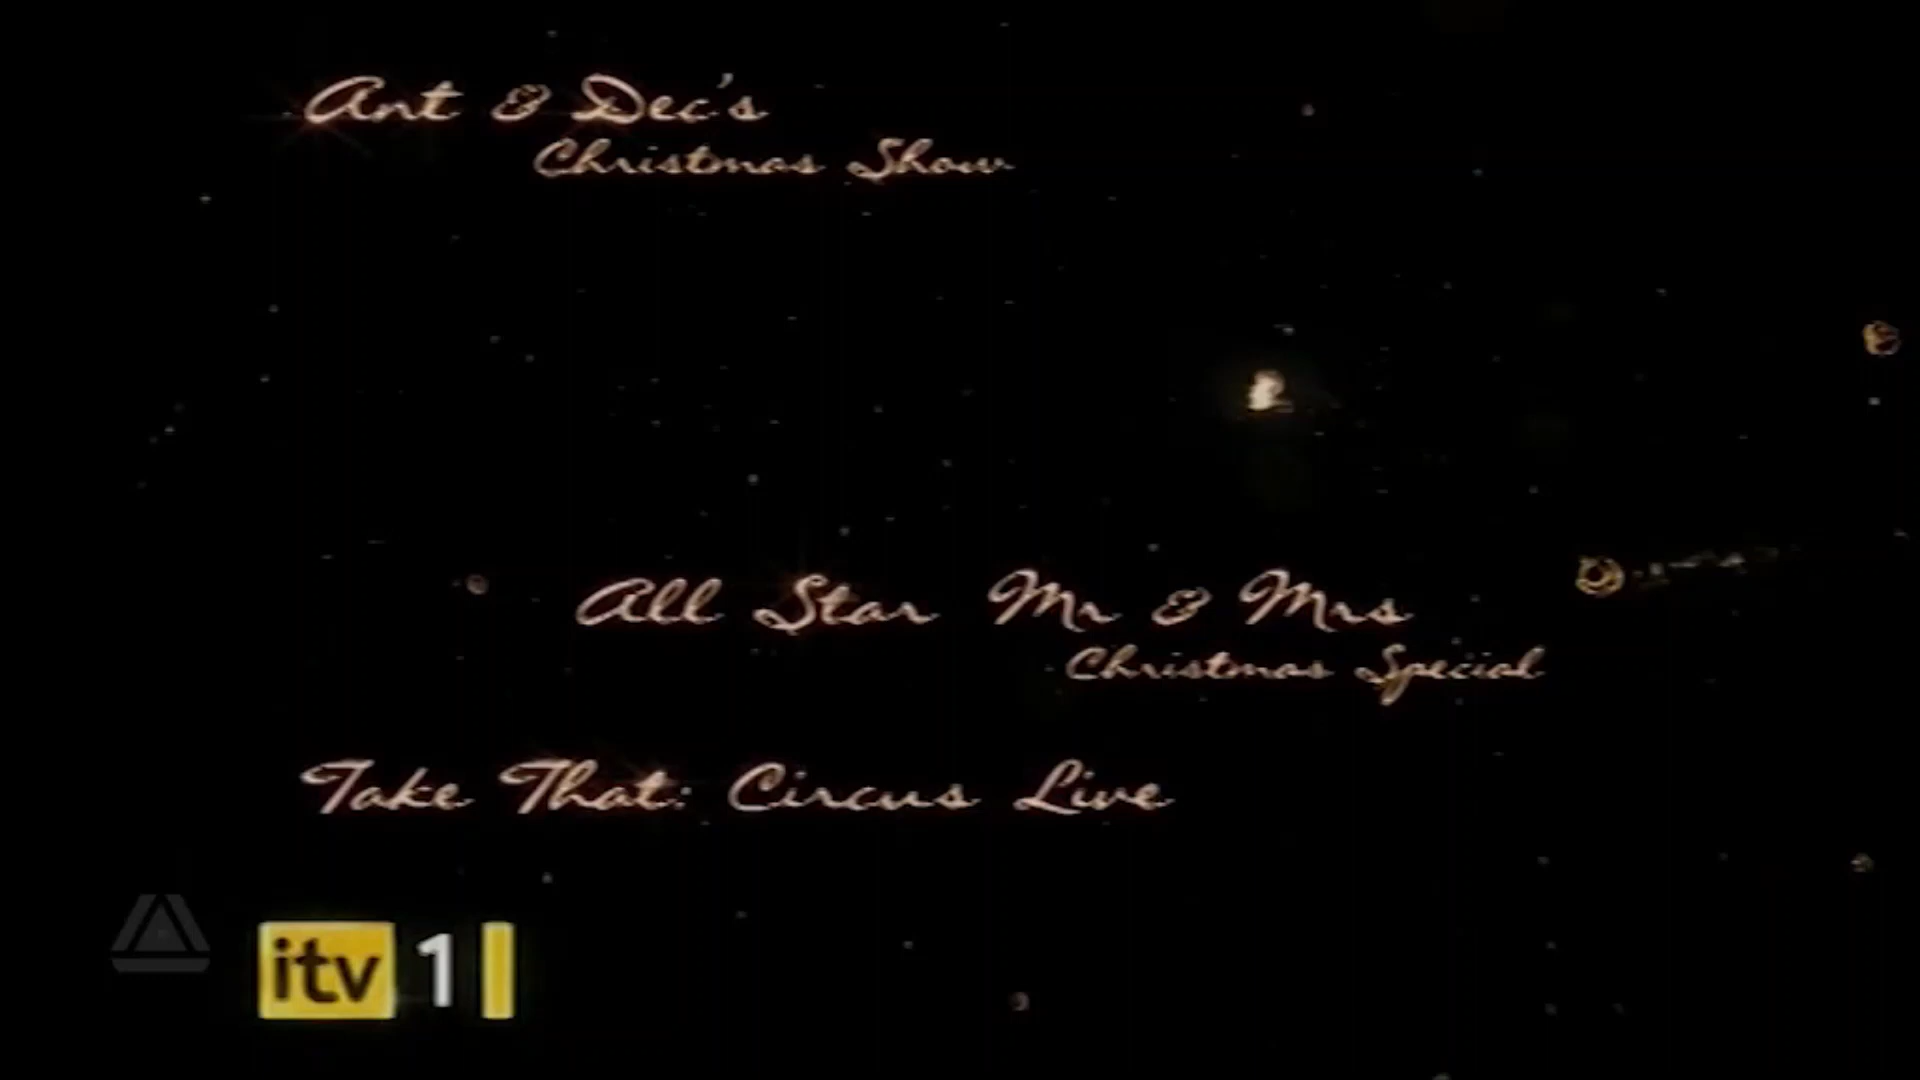 Ant & Dec's
Christmas Show
All Star Mr & Mrs
Christmas Special
Take That: Circus Live
itv 1